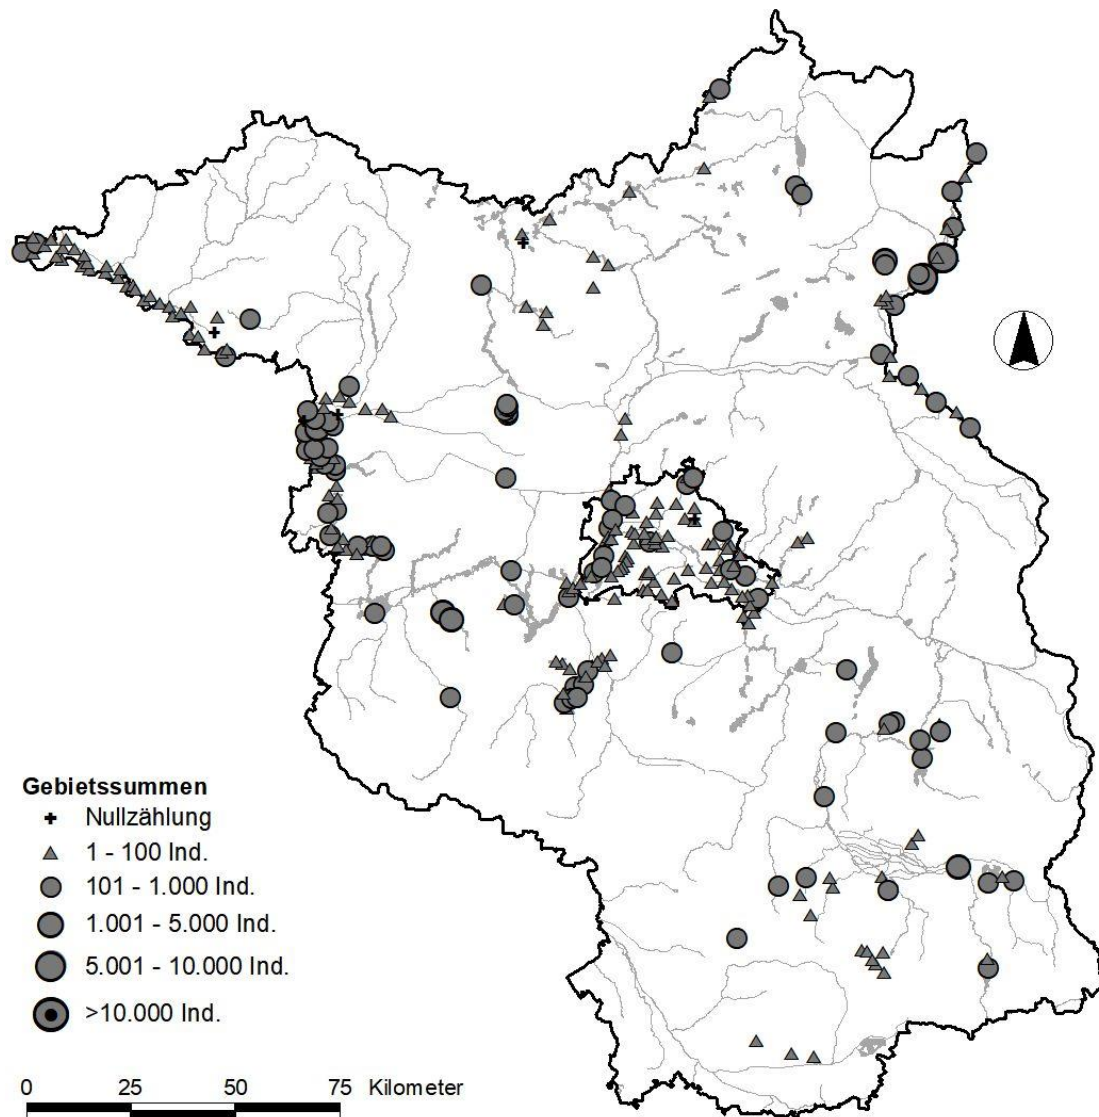 Gebietssummen
Nullzählung
1 - 100 Ind.
101 - 1.000 Ind.
1.001 - 5.000 Ind.
5.001 - 10.000 Ind.
>10.000 Ind.
0 25 50 75 Kilometer